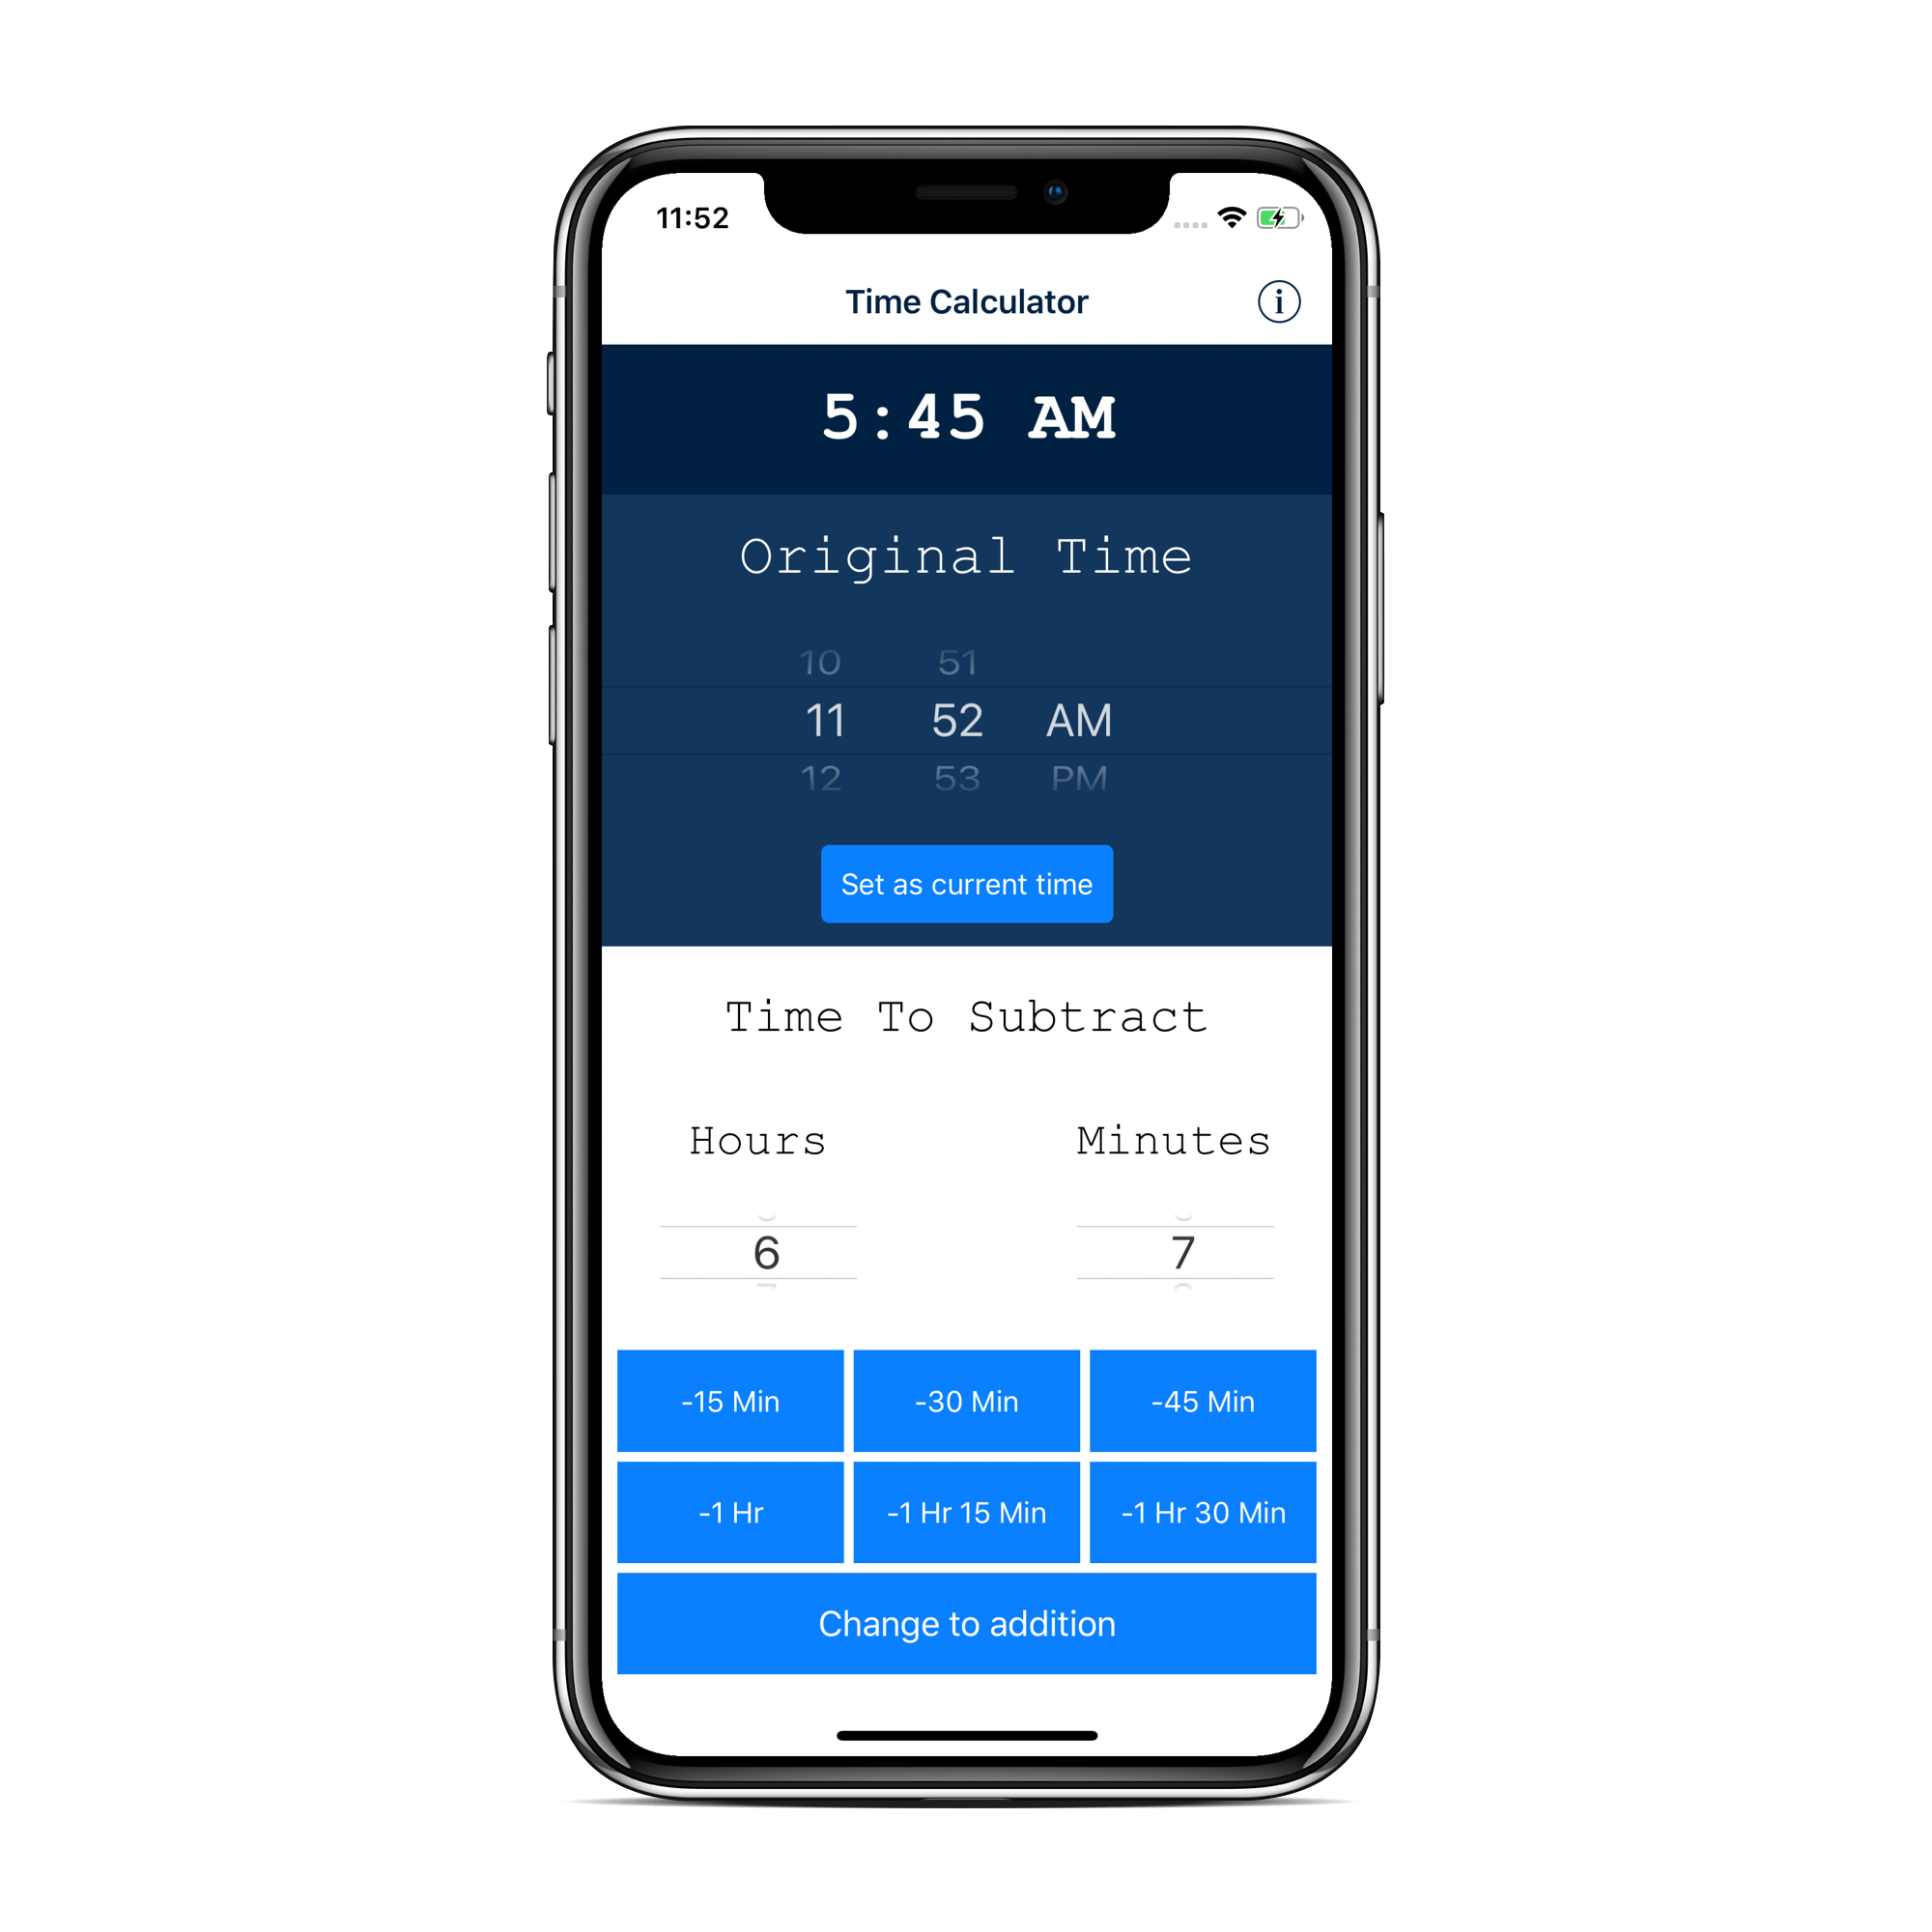 11:52
Time Calculator
i
5:45 AM
Original Time
10 51
11 52 AM
12 53 PM
Set as current time
Time To Subtract
Hours Minutes
6 7
-15 Min -30 Min -45 Min
-1 Hr -1 Hr 15 Min -1 Hr 30 Min
Change to addition